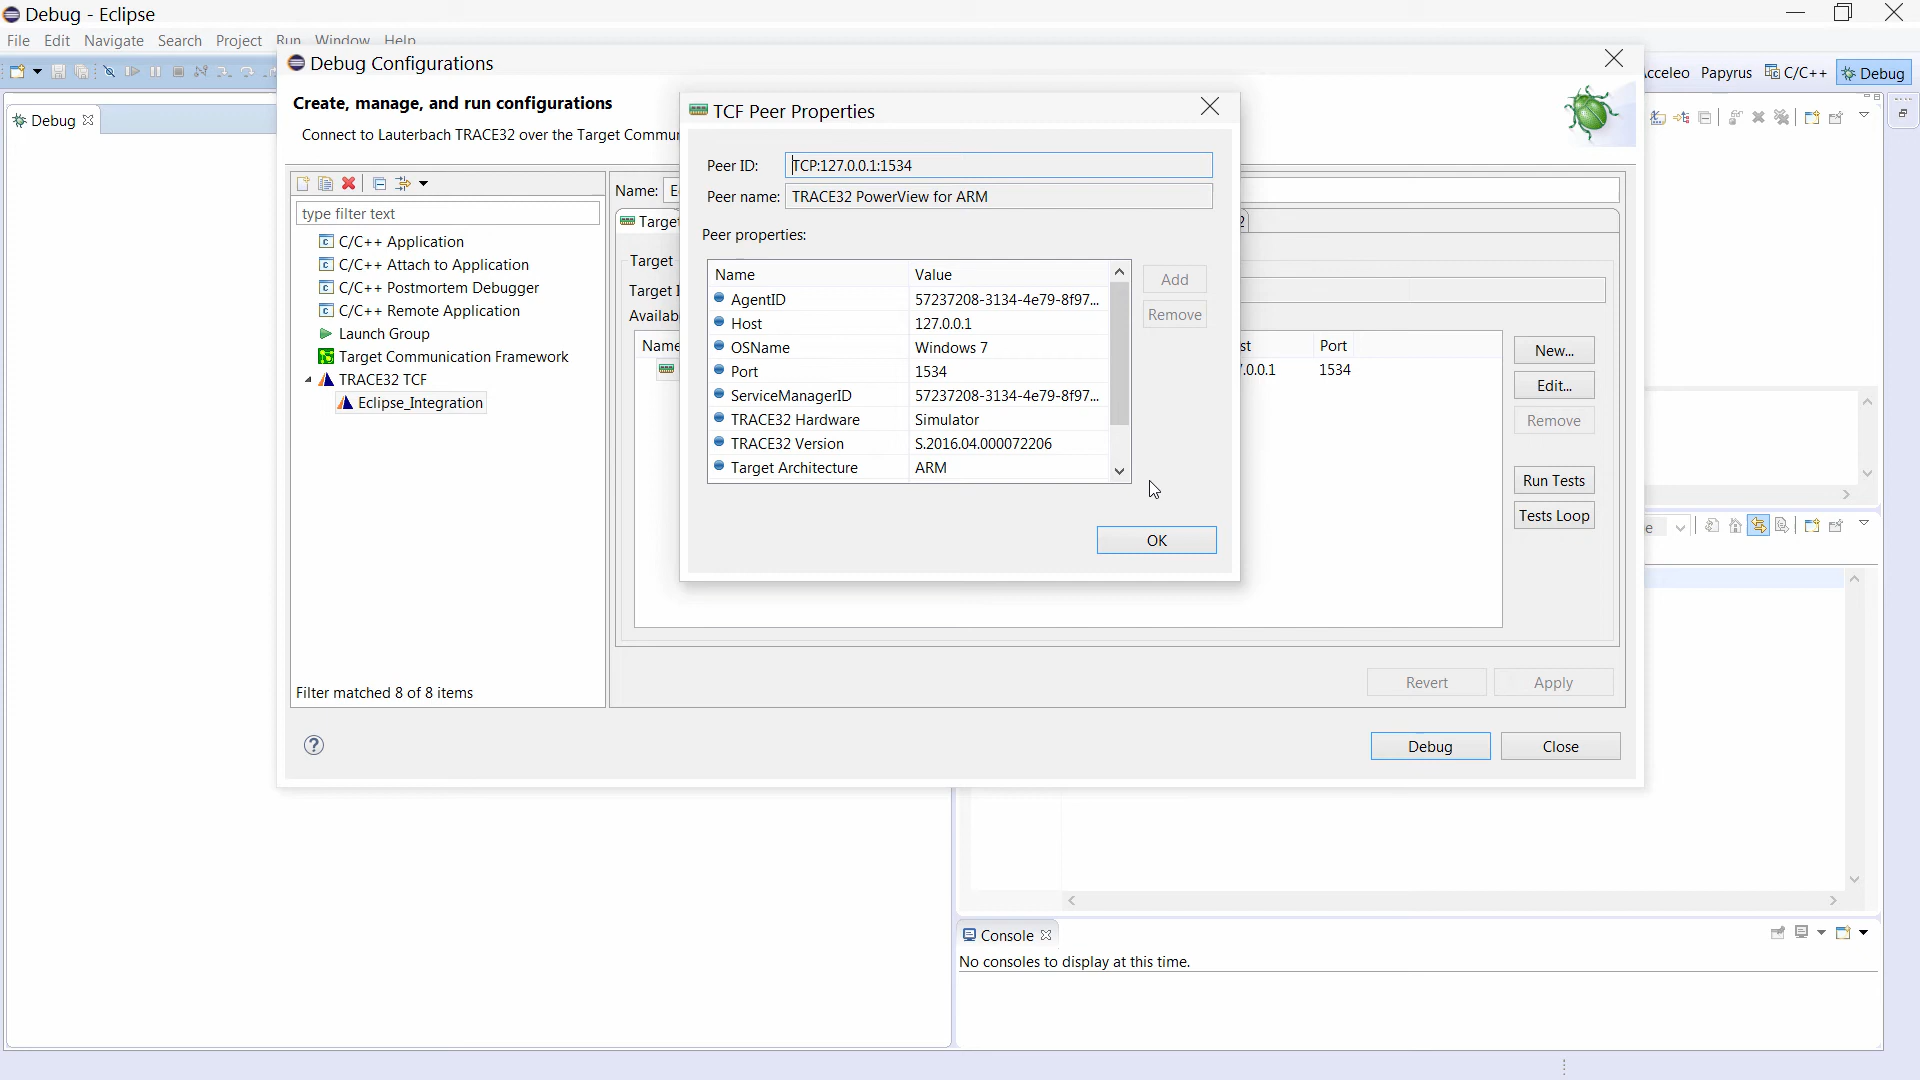 Debug - Eclipse
File Edit Navigate Search Project Run Window Help
Papyrus C/C++ Debug
Debug
Debug Configurations
Create, manage, and run configurations
Connect to Lauterbach TRACE32 over the Target
type filter text
C/C++ Application
C/C++ Attach to Application
C/C++ Postmortem Debugger
C/C++ Remote Application
Launch Group
Target Communication Framework
TRACE32 TCF
Eclipse_Integration
Filter matched 8 of 8 items
Name:
Target
Target
Name
Port
1534
New...
Edit...
Remove
Run Tests
Tests Loop
Revert Apply
Debug Close
TCF Peer Properties
Peer ID: TCP:127.0.0.1:1534
Peer name: TRACE32 PowerView for ARM
Peer properties:
Name Value
AgentID 57237208-3134-4e79-8f97...
Host 127.0.0.1
OSName Windows 7
Port 1534
ServiceManagerID 57237208-3134-4e79-8f97...
TRACE32 Hardware Simulator
TRACE32 Version S.2016.04.000072206
Target Architecture ARM
Add
Remove
OK
Console
No consoles to display at this time.